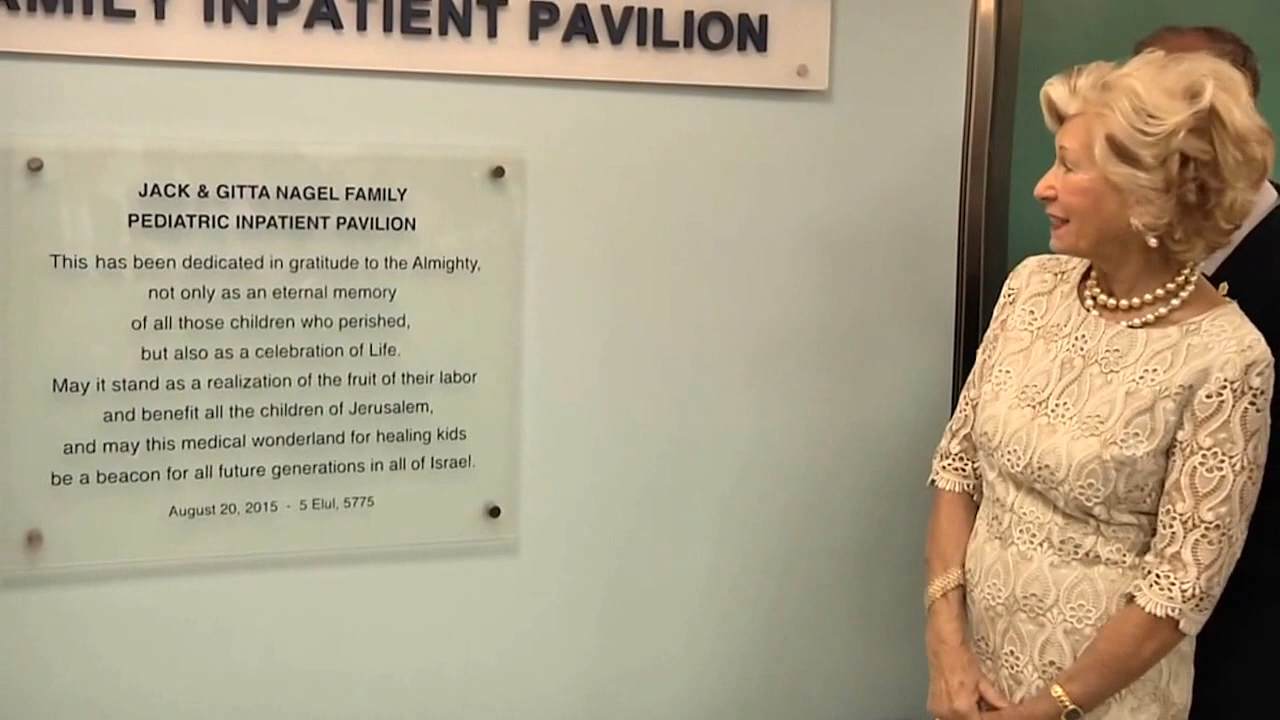 INPATIENT PAVILION
JACK & GITTA NAGEL FAMILY
PEDIATRIC INPATIENT PAVILION
This has been dedicated in gratitude to the Almighty,
not only as an eternal memory
of all those children who perished,
but also as a celebration of Life.
May it stand as a realization of the fruit of their labor
and benefit all the children of Jerusalem,
and may this medical wonderland for healing kids
be a beacon for all future generations in all of Israel.
August 20, 2015 - 5 Elul, 5775